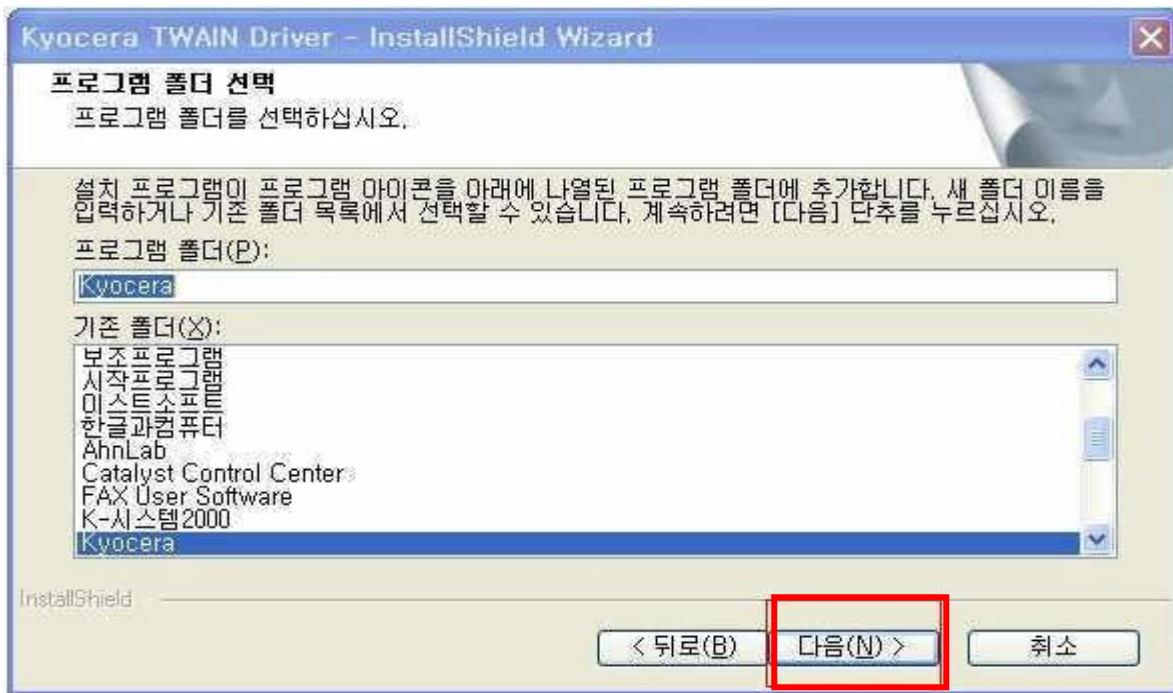 Kyocera TWAIN Driver - InstallShield Wizard
프로그램 폴더 선택
프로그램 폴더를 선택하십시오.
설치 프로그램이 프로그램 아이콘을 아래에 나열된 프로그램 폴더에 추가합니다. 새 폴더 이름을
입력하거나 기존 폴더 목록에서 선택할 수 있습니다. 계속하려면 [다음] 단추를 누르십시오.
프로그램 폴더(P):
Kyocera
기존 폴더(X):
보조프로그램
시작프로그램
이스트소프트
한글과컴퓨터
AhnLab
Catalyst Control Center
FAX User Software
K-시스템2000
Kyocera
InstallShield
< 뒤로(B) 다음(N) > 취소